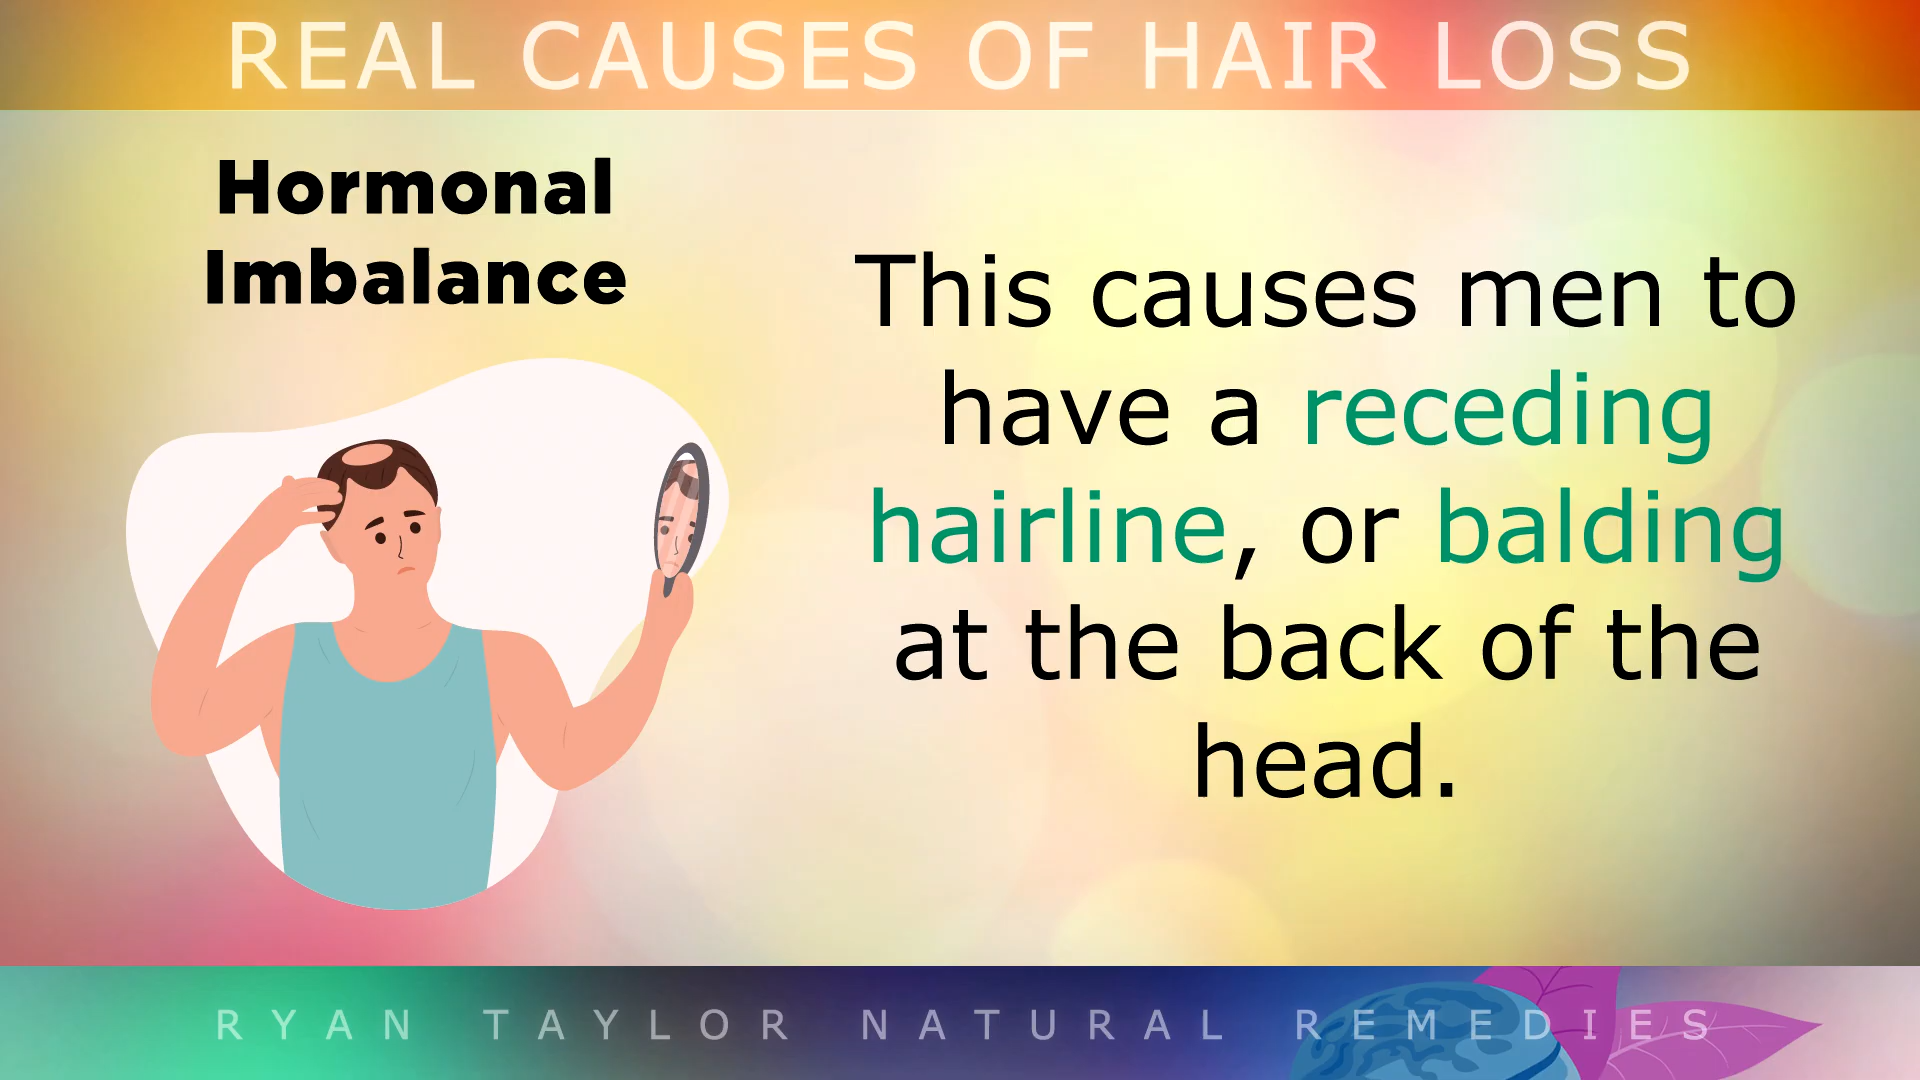 REAL CAUSES OF HAIR LOSS
Hormonal
Imbalance
This causes men to
have a receding
hairline, or balding
at the back of the
head.
RYAN TAYLOR NATURAL REMEDIES